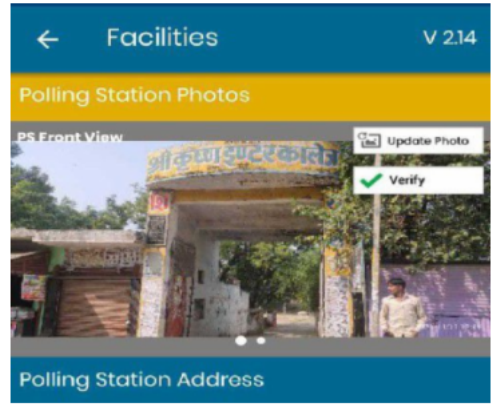 Facilities
V 2.14
Polling Station Photos
PS Front View
Update Photo
Verify
श्री कृष्ण इण्टर कालेज
Polling Station Address